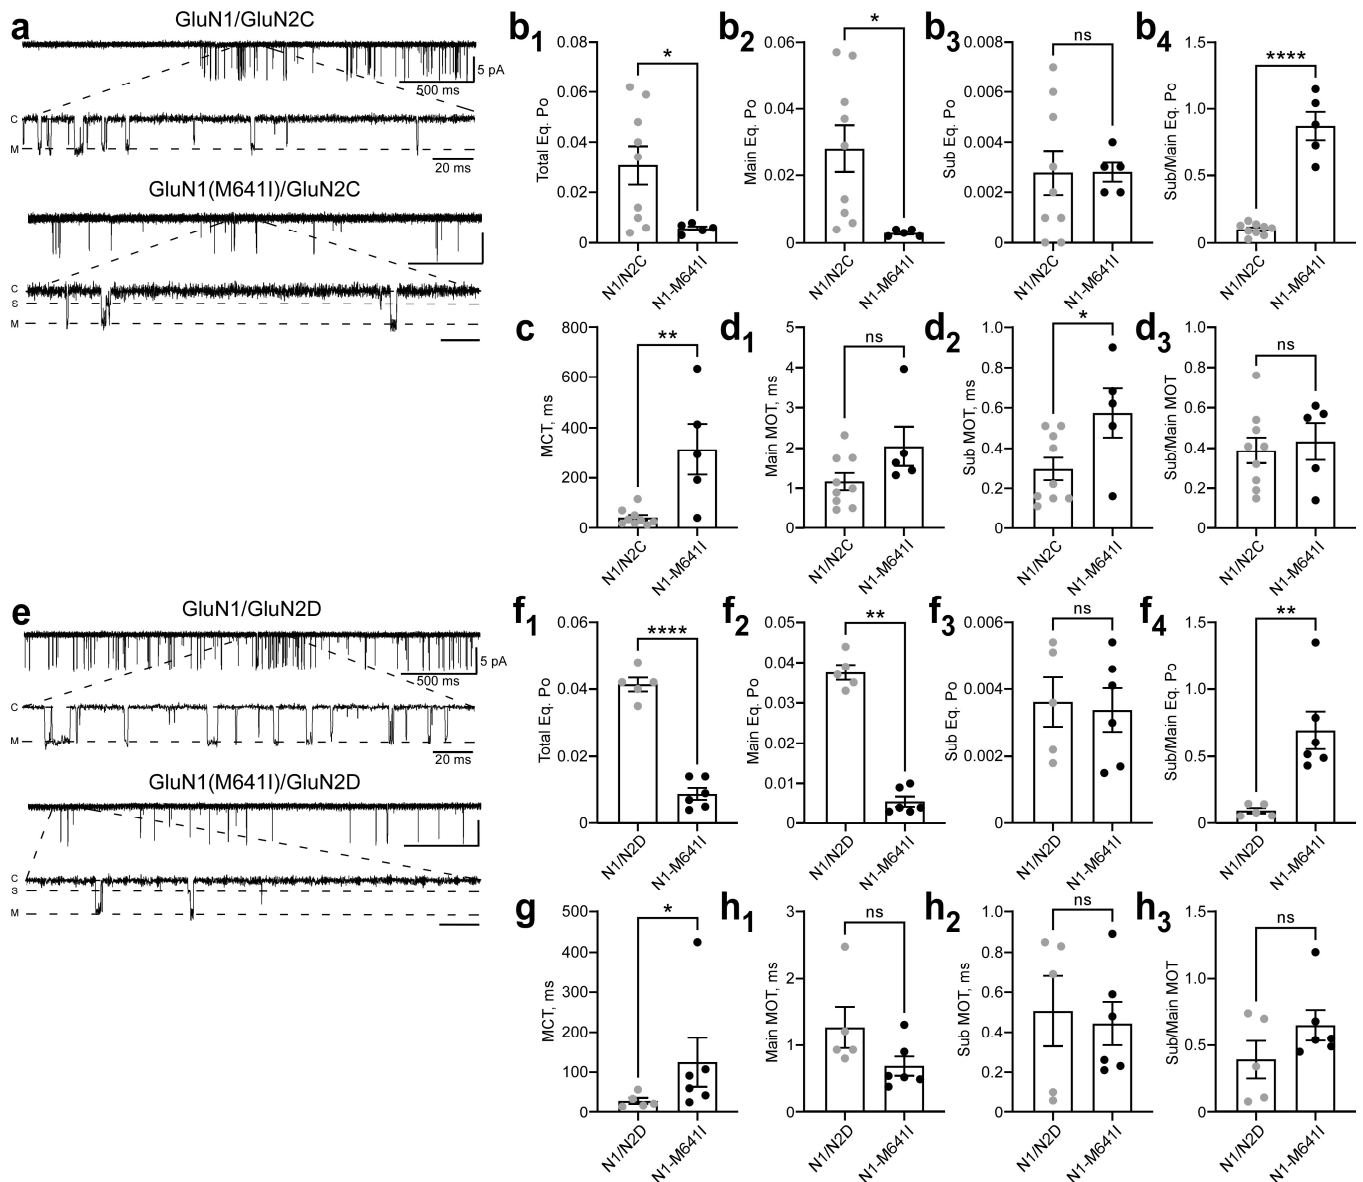 a
GluN1/GluN2C
5 pA
500 ms
C
M
20 ms
GluN1(M641I)/GluN2C
C
S
M
b1
Total Eq. Po
0.08
0.06
0.04
0.02
0
*
N1/N2C
N1-M641I
b2
Main Eq. Po
0.06
0.04
0.02
0
*
N1/N2C
N1-M641I
b3
Sub Eq. Po
0.008
0.006
0.004
0.002
0
ns
N1/N2C
N1-M641I
b4
Sub/Main Eq. Po
1.5
1.0
0.5
0
****
N1/N2C
N1-M641I
c
MCT, ms
800
600
400
200
0
**
N1/N2C
N1-M641I
d1
Main MOT, ms
5
4
3
2
1
0
ns
N1/N2C
N1-M641I
d2
Sub MOT, ms
1.0
0.8
0.6
0.4
0.2
0
*
N1/N2C
N1-M641I
d3
Sub/Main MOT
1.0
0.8
0.6
0.4
0.2
0
ns
N1/N2C
N1-M641I
e
GluN1/GluN2D
5 pA
500 ms
C
M
20 ms
GluN1(M641I)/GluN2D
C
S
M
f1
Total Eq. Po
0.06
0.04
0.02
0
****
N1/N2D
N1-M641I
f2
Main Eq. Po
0.05
0.04
0.03
0.02
0.01
0
**
N1/N2D
N1-M641I
f3
Sub Eq. Po
0.006
0.004
0.002
0
ns
N1/N2D
N1-M641I
f4
Sub/Main Eq. Po
1.5
1.0
0.5
0
**
N1/N2D
N1-M641I
g
MCT, ms
500
400
300
200
100
0
*
N1/N2D
N1-M641I
h1
Main MOT, ms
3
2
1
0
ns
N1/N2D
N1-M641I
h2
Sub MOT, ms
1.0
0.8
0.6
0.4
0.2
0
ns
N1/N2D
N1-M641I
h3
Sub/Main MOT
1.5
1.0
0.5
0
ns
N1/N2D
N1-M641I